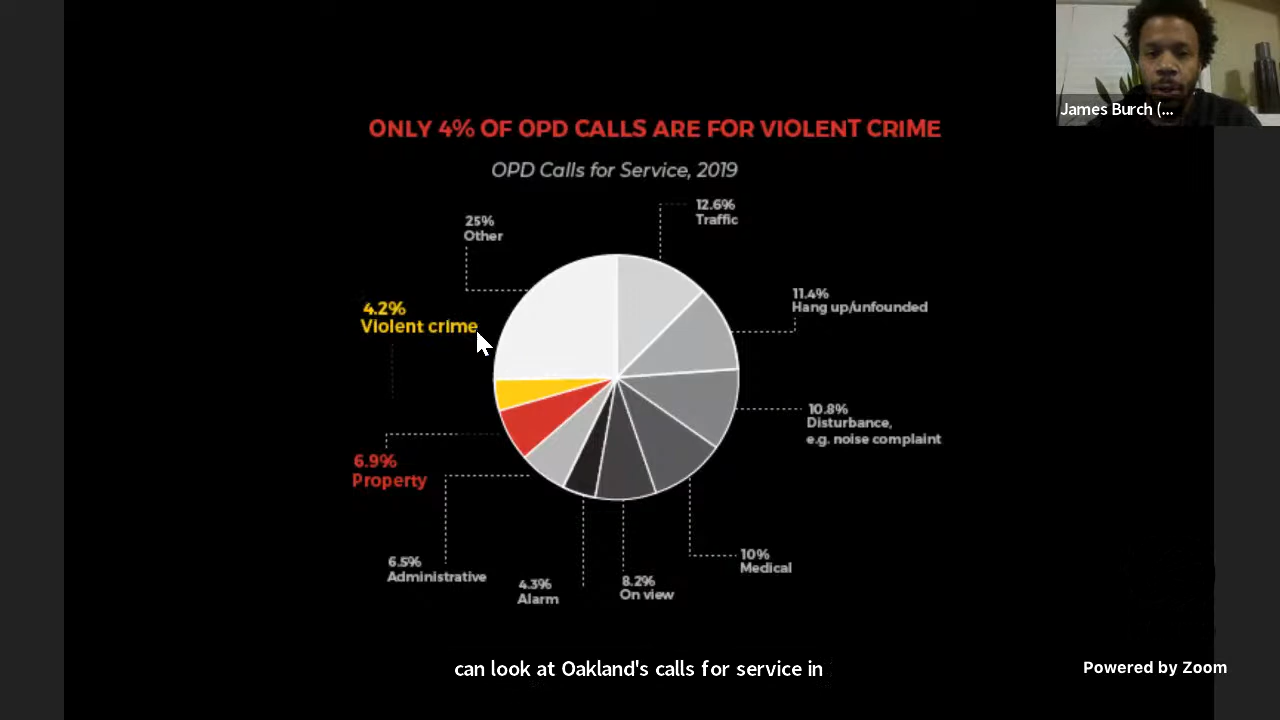 James Burch (...
ONLY 4% OF OPD CALLS ARE FOR VIOLENT CRIME
OPD Calls for Service, 2019
12.6%
Traffic
25%
Other
11.4%
Hang up/unfounded
4.2%
Violent crime
10.8%
Disturbance,
e.g. noise complaint
6.9%
Property
10%
Medical
6.5%
Administrative
4.3%
Alarm
8.2%
On view
can look at Oakland's calls for service in
Powered by Zoom